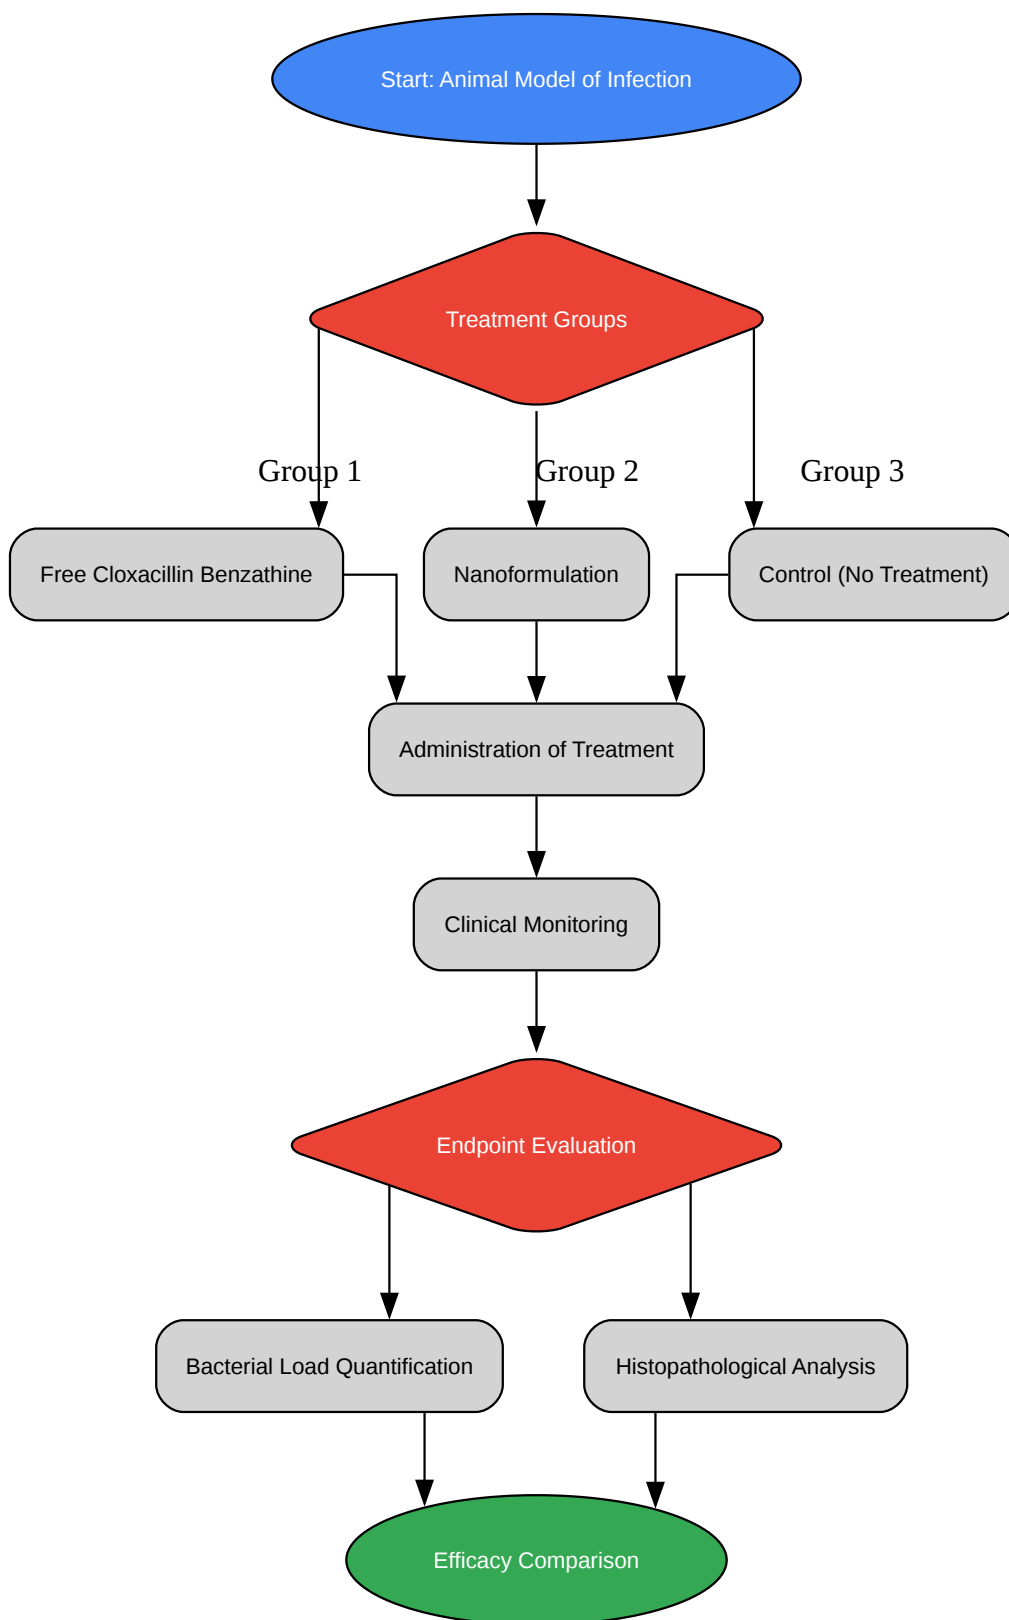 Start: Animal Model of Infection
Treatment Groups
Group 1
Group 2
Group 3
Free Cloxacillin Benzathine
Nanoformulation
Control (No Treatment)
Administration of Treatment
Clinical Monitoring
Endpoint Evaluation
Bacterial Load Quantification
Histopathological Analysis
Efficacy Comparison